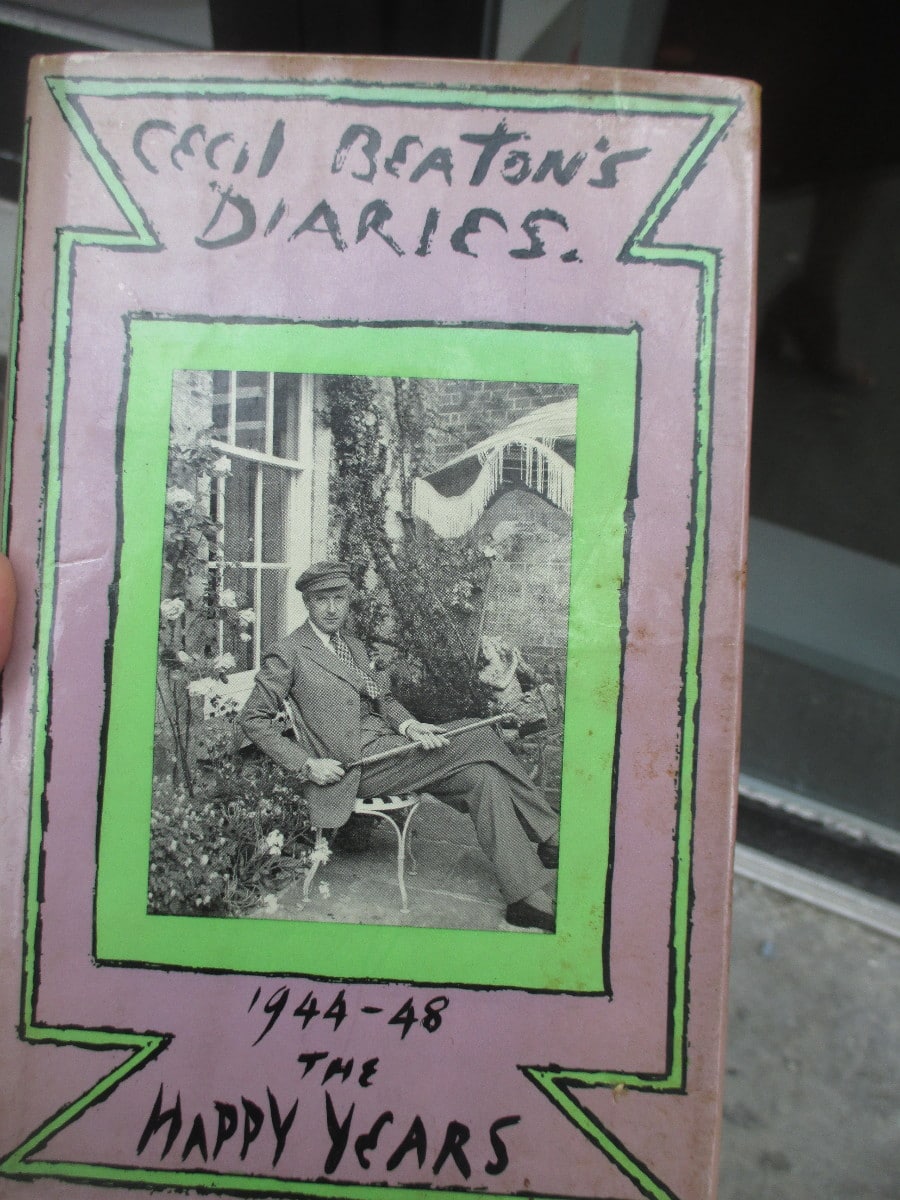 CECIL BEATON'S
DIARIES.
1944-48
THE
HAPPY YEARS